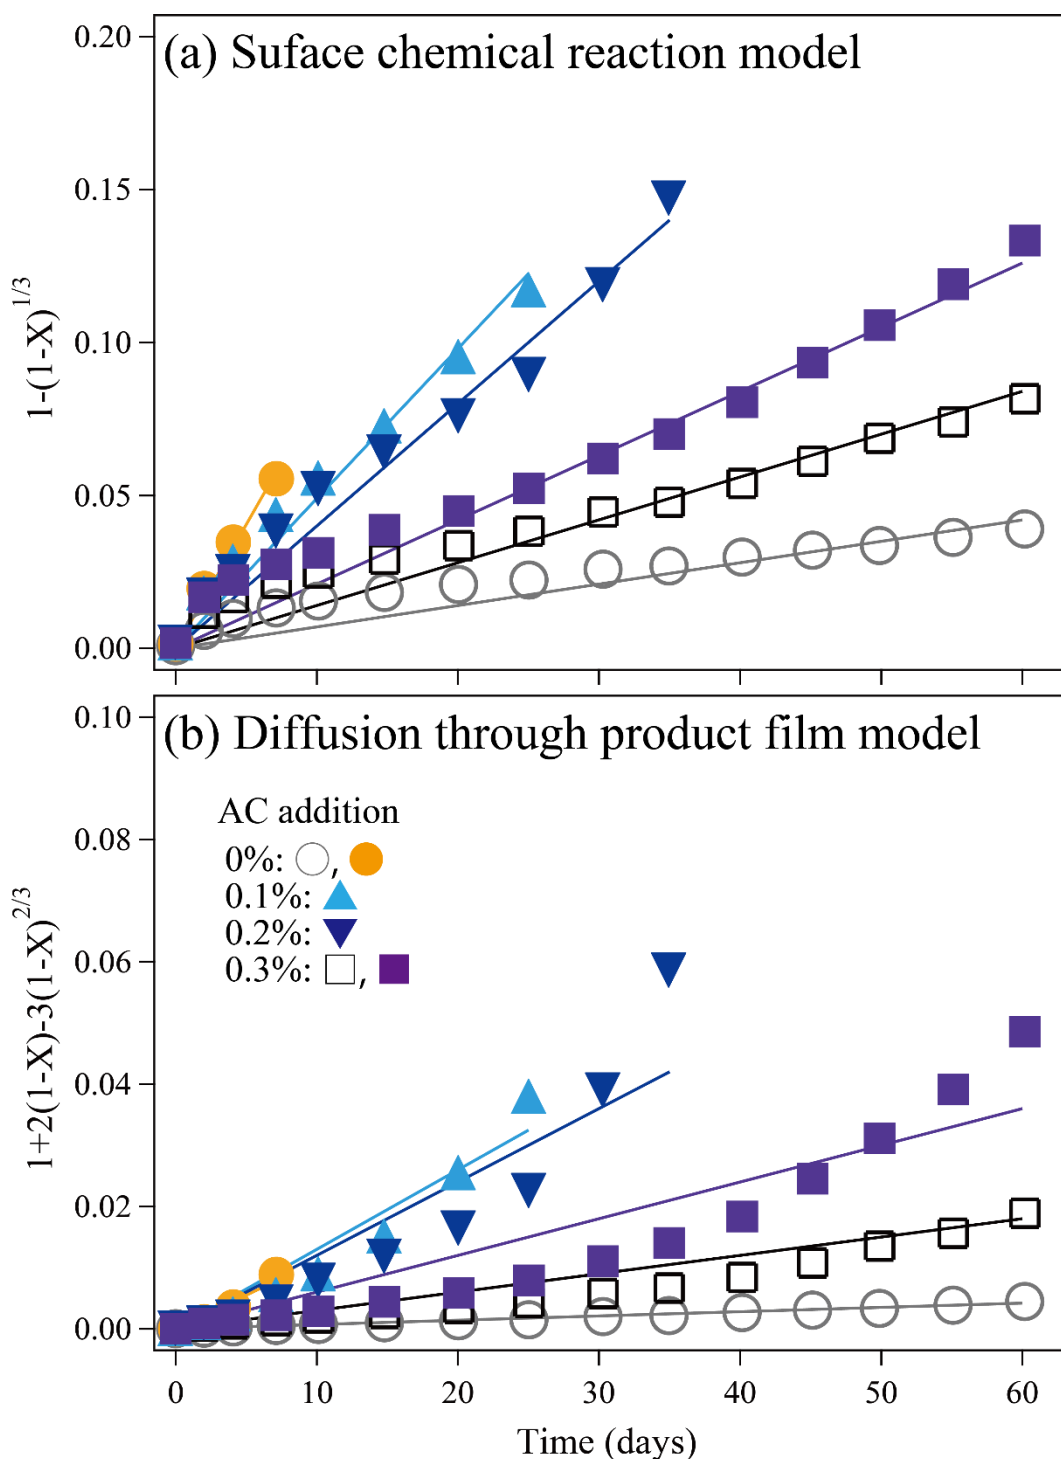 (a) Suface chemical reaction model
0.20
0.15
0.10
0.05
0.00
1-(1-X)^1/3
(b) Diffusion through product film model
0.10
0.08
0.06
0.04
0.02
0.00
1+2(1-X)-3(1-X)^2/3
AC addition
0%: ,
0.1%:
0.2%:
0.3%: ,
0 10 20 30 40 50 60
Time (days)